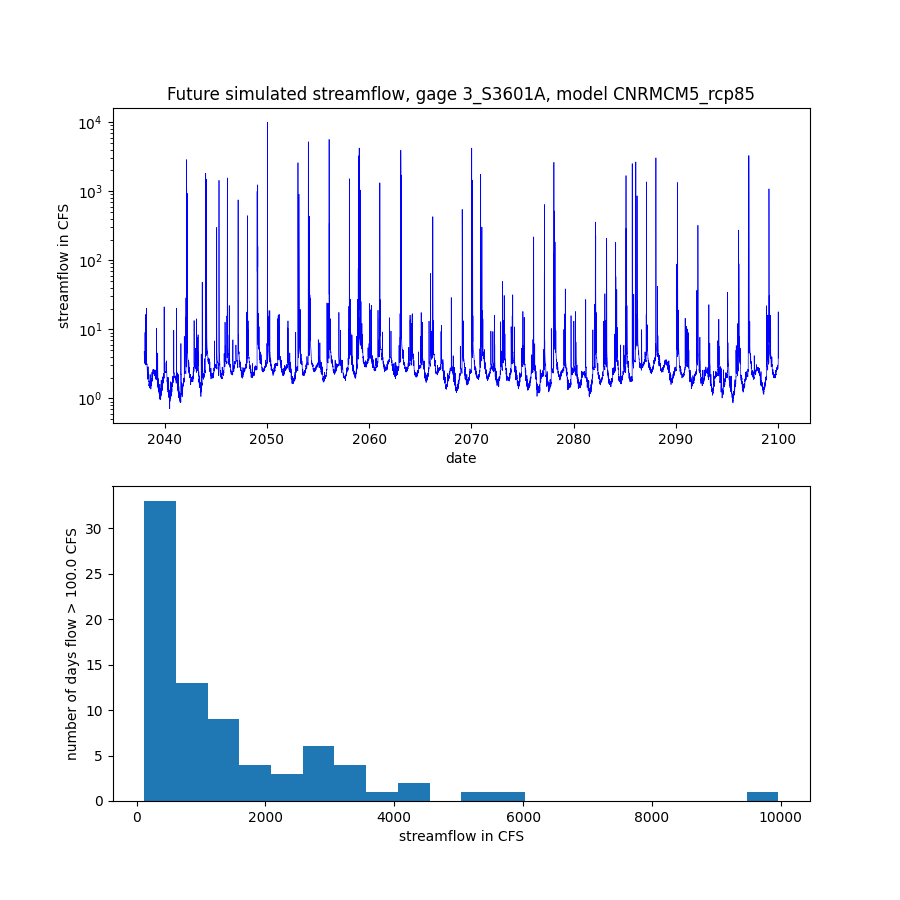 Future simulated streamflow, gage 3_S3601A, model CNRMCM5_rcp85
streamflow in CFS
10⁴
10³
10²
10¹
10⁰
2040 2050 2060 2070 2080 2090 2100
date
number of days flow > 100.0 CFS
30
25
20
15
10
5
0
0 2000 4000 6000 8000 10000
streamflow in CFS